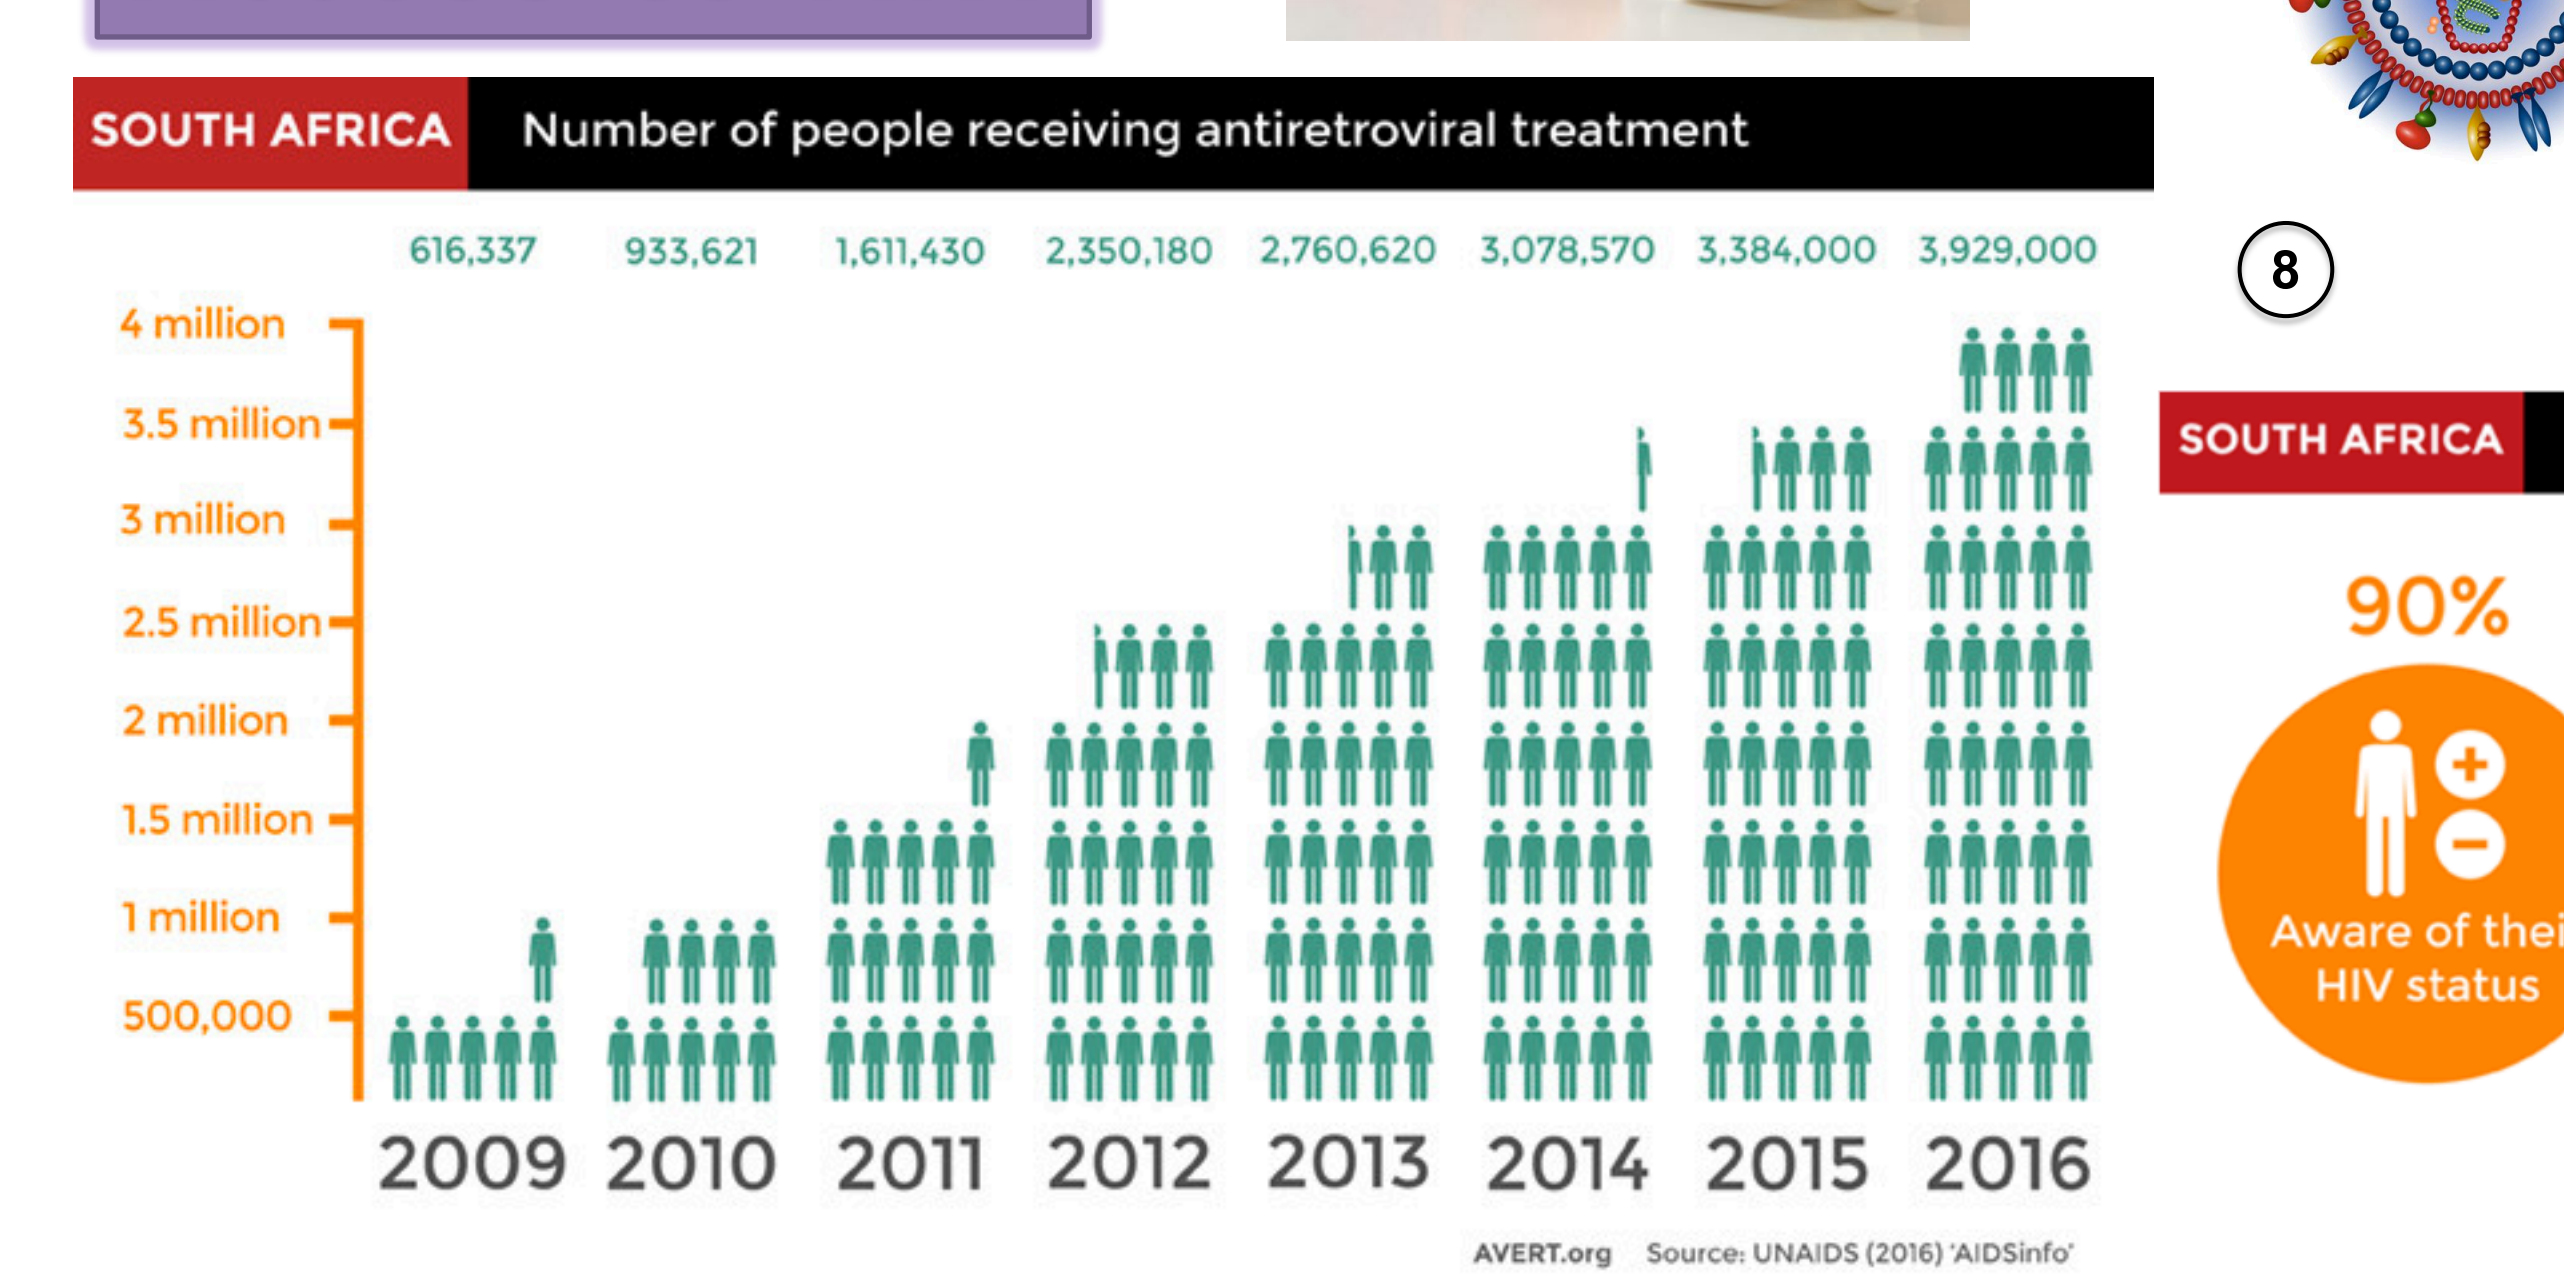 SOUTH AFRICA Number of people receiving antiretroviral treatment
616,337 933,621 1,611,430 2,350,180 2,760,620 3,078,570 3,384,000 3,929,000
4 million
3.5 million
3 million
2.5 million
2 million
1.5 million
1 million
500,000
2009 2010 2011 2012 2013 2014 2015 2016
AVERT.org Source: UNAIDS (2016) 'AIDSinfo'
8
SOUTH AFRICA
90%
Aware of thei
HIV status